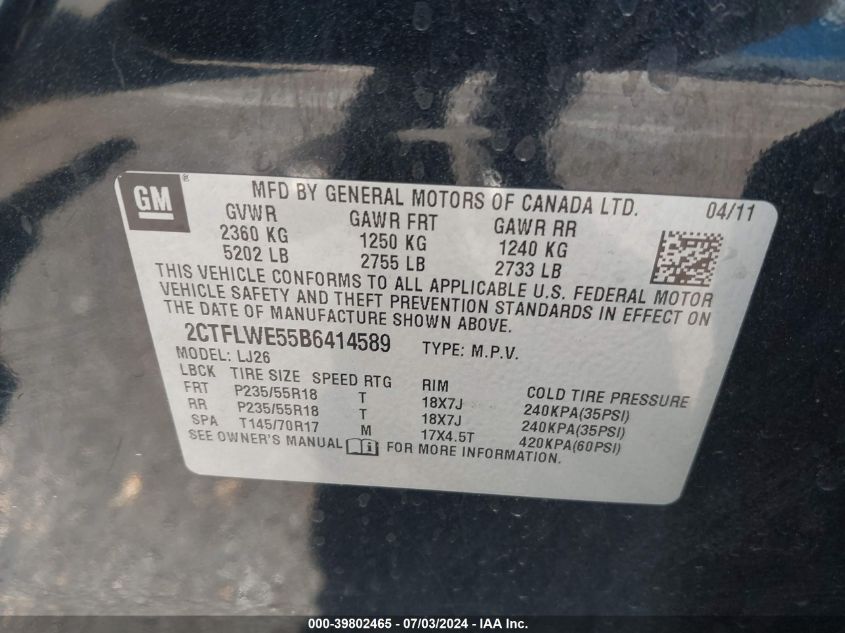 GM ® MFD BY GENERAL MOTORS OF CANADA LTD. 04/11
GVWR GAWR FRT GAWR RR
2360 KG 1250 KG 1240 KG
5202 LB 2755 LB 2733 LB
THIS VEHICLE CONFORMS TO ALL APPLICABLE U.S. FEDERAL MOTOR
VEHICLE SAFETY AND THEFT PREVENTION STANDARDS IN EFFECT ON
THE DATE OF MANUFACTURE SHOWN ABOVE.
2CTFLWE55B6414589 TYPE: M.P.V.
MODEL: LJ26
LBCK TIRE SIZE SPEED RTG RIM COLD TIRE PRESSURE
FRT P235/55R18 T 18X7J 240KPA(35PSI)
RR P235/55R18 T 18X7J 240KPA(35PSI)
SPA T145/70R17 M 17X4.5T 420KPA(60PSI)
SEE OWNER'S MANUAL i FOR MORE INFORMATION.
000-39802465 - 07/03/2024 - IAA Inc.